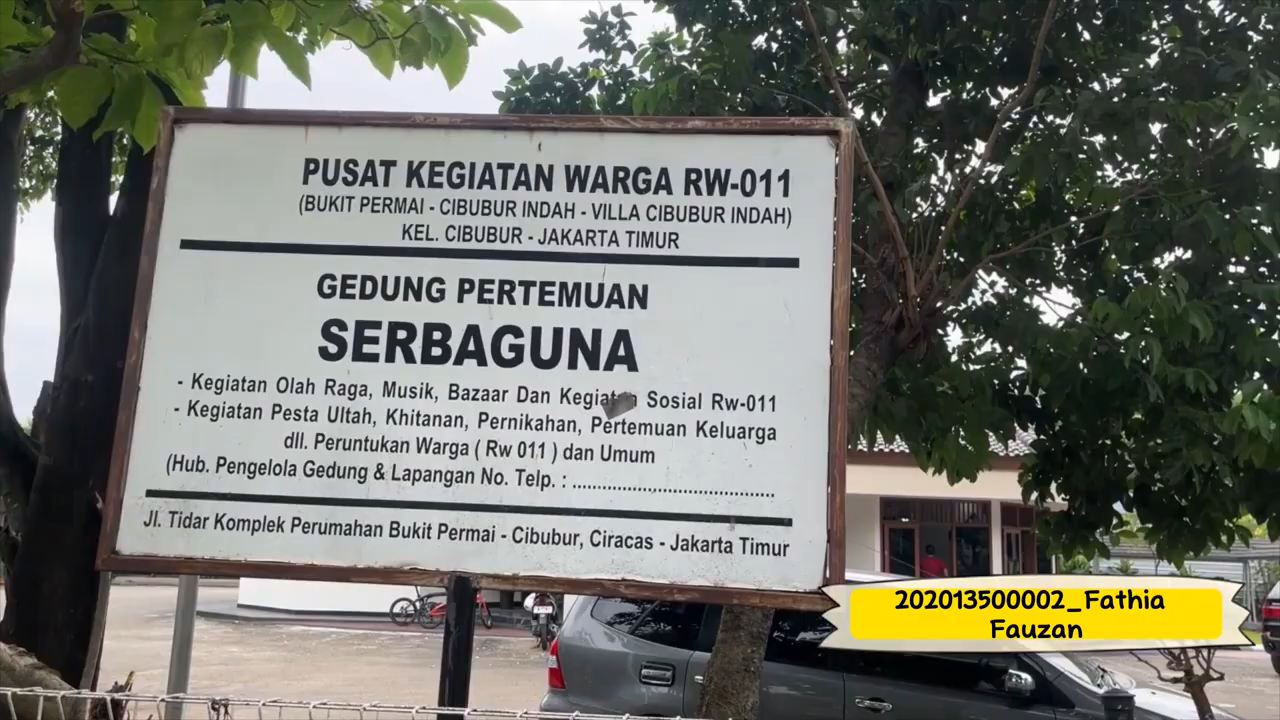 PUSAT KEGIATAN WARGA RW-011
(BUKIT PERMAI - CIBUBUR INDAH - VILLA CIBUBUR INDAH)
KEL. CIBUBUR - JAKARTA TIMUR
GEDUNG PERTEMUAN
SERBAGUNA
- Kegiatan Olah Raga, Musik, Bazaar Dan Kegiatan Sosial Rw-011
- Kegiatan Pesta Ultah, Khitanan, Pernikahan, Pertemuan Keluarga
dll. Peruntukan Warga ( Rw 011 ) dan Umum
(Hub. Pengelola Gedung & Lapangan No. Telp. : ......................................
Jl. Tidar Komplek Perumahan Bukit Permai - Cibubur, Ciracas - Jakarta Timur
202013500002_Fathia
Fauzan